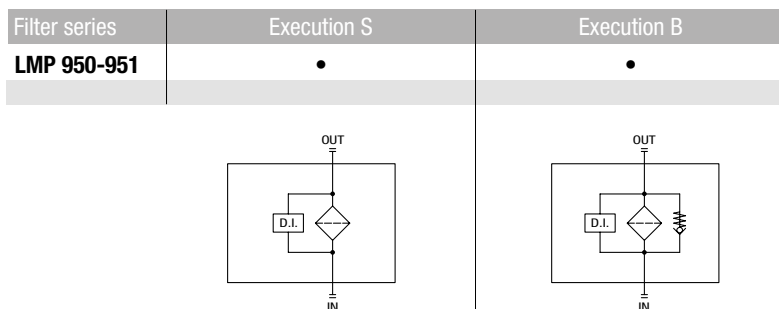 Filter series Execution S Execution B
LMP 950-951 • •
OUT OUT
D.I. D.I.
IN IN